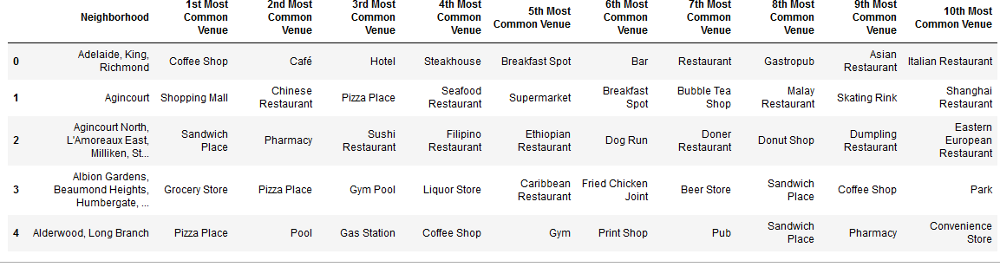 Neighborhood 1st Most Common Venue 2nd Most Common Venue 3rd Most Common Venue 4th Most Common Venue 5th Most Common Venue 6th Most Common Venue 7th Most Common Venue 8th Most Common Venue 9th Most Common Venue 10th Most Common Venue
0 Adelaide, King, Richmond Coffee Shop Café Hotel Steakhouse Breakfast Spot Bar Restaurant Gastropub Asian Restaurant Italian Restaurant
1 Agincourt Shopping Mall Chinese Restaurant Pizza Place Seafood Restaurant Supermarket Breakfast Spot Bubble Tea Shop Malay Restaurant Skating Rink Shanghai Restaurant
2 Agincourt North, L'Amoreaux East, Milliken, St... Sandwich Place Pharmacy Sushi Restaurant Filipino Restaurant Ethiopian Restaurant Dog Run Doner Restaurant Donut Shop Dumpling Restaurant Eastern European Restaurant
3 Albion Gardens, Beaumond Heights, Humbergate, ... Grocery Store Pizza Place Gym Pool Liquor Store Caribbean Restaurant Fried Chicken Joint Beer Store Sandwich Place Coffee Shop Park
4 Alderwood, Long Branch Pizza Place Pool Gas Station Coffee Shop Gym Print Shop Pub Sandwich Place Pharmacy Convenience Store